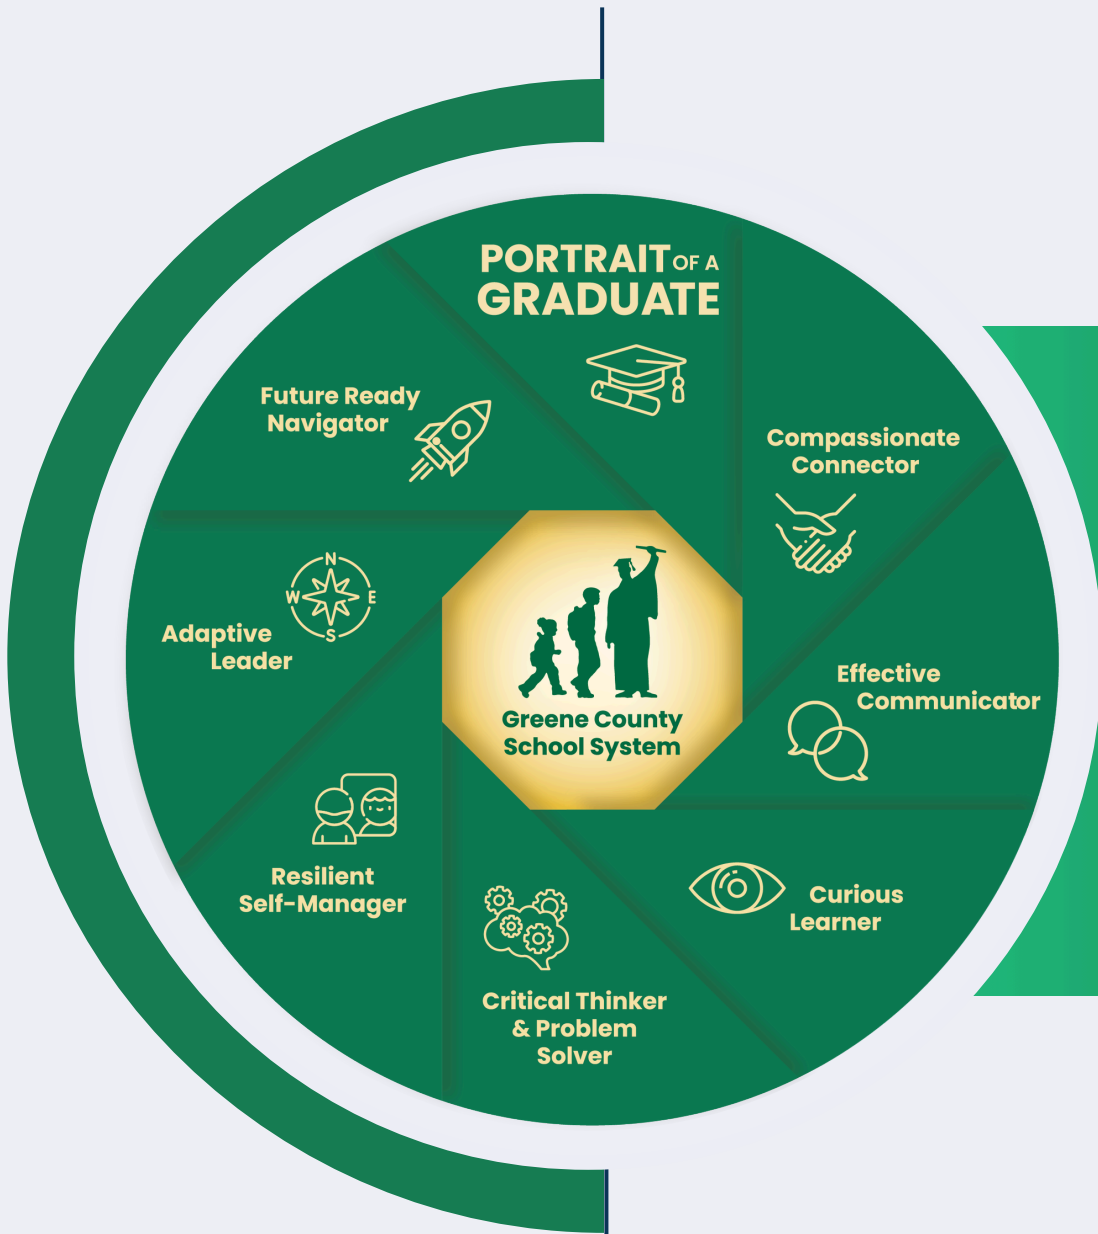 PORTRAIT OF A
GRADUATE
Compassionate
Connector
Effective
Communicator
Curious
Learner
Critical Thinker
& Problem
Solver
Resilient
Self-Manager
Adaptive
Leader
N
W
E
S
Future Ready
Navigator
Greene County
School System